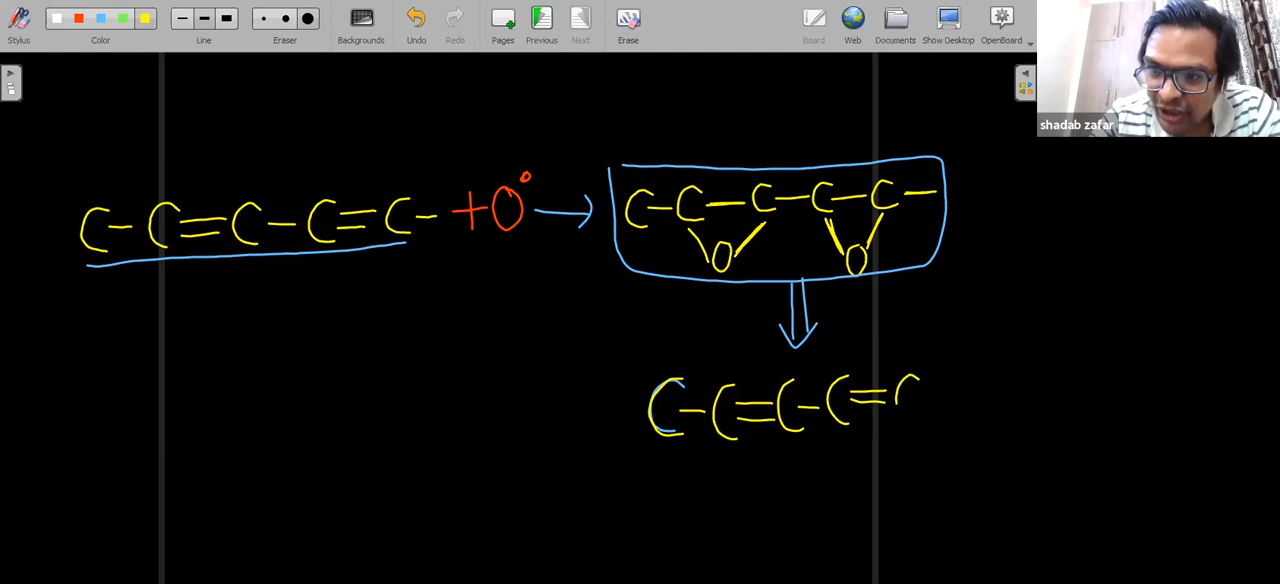 Stylus Color Line Eraser Backgrounds Undo Redo Pages Previous Next Erase Board Web Documents Show Desktop OpenBoard
shadab zafar
C-C=C-C=C- +O° → C-C-C-C-C-
O O
C-C=C-C=C